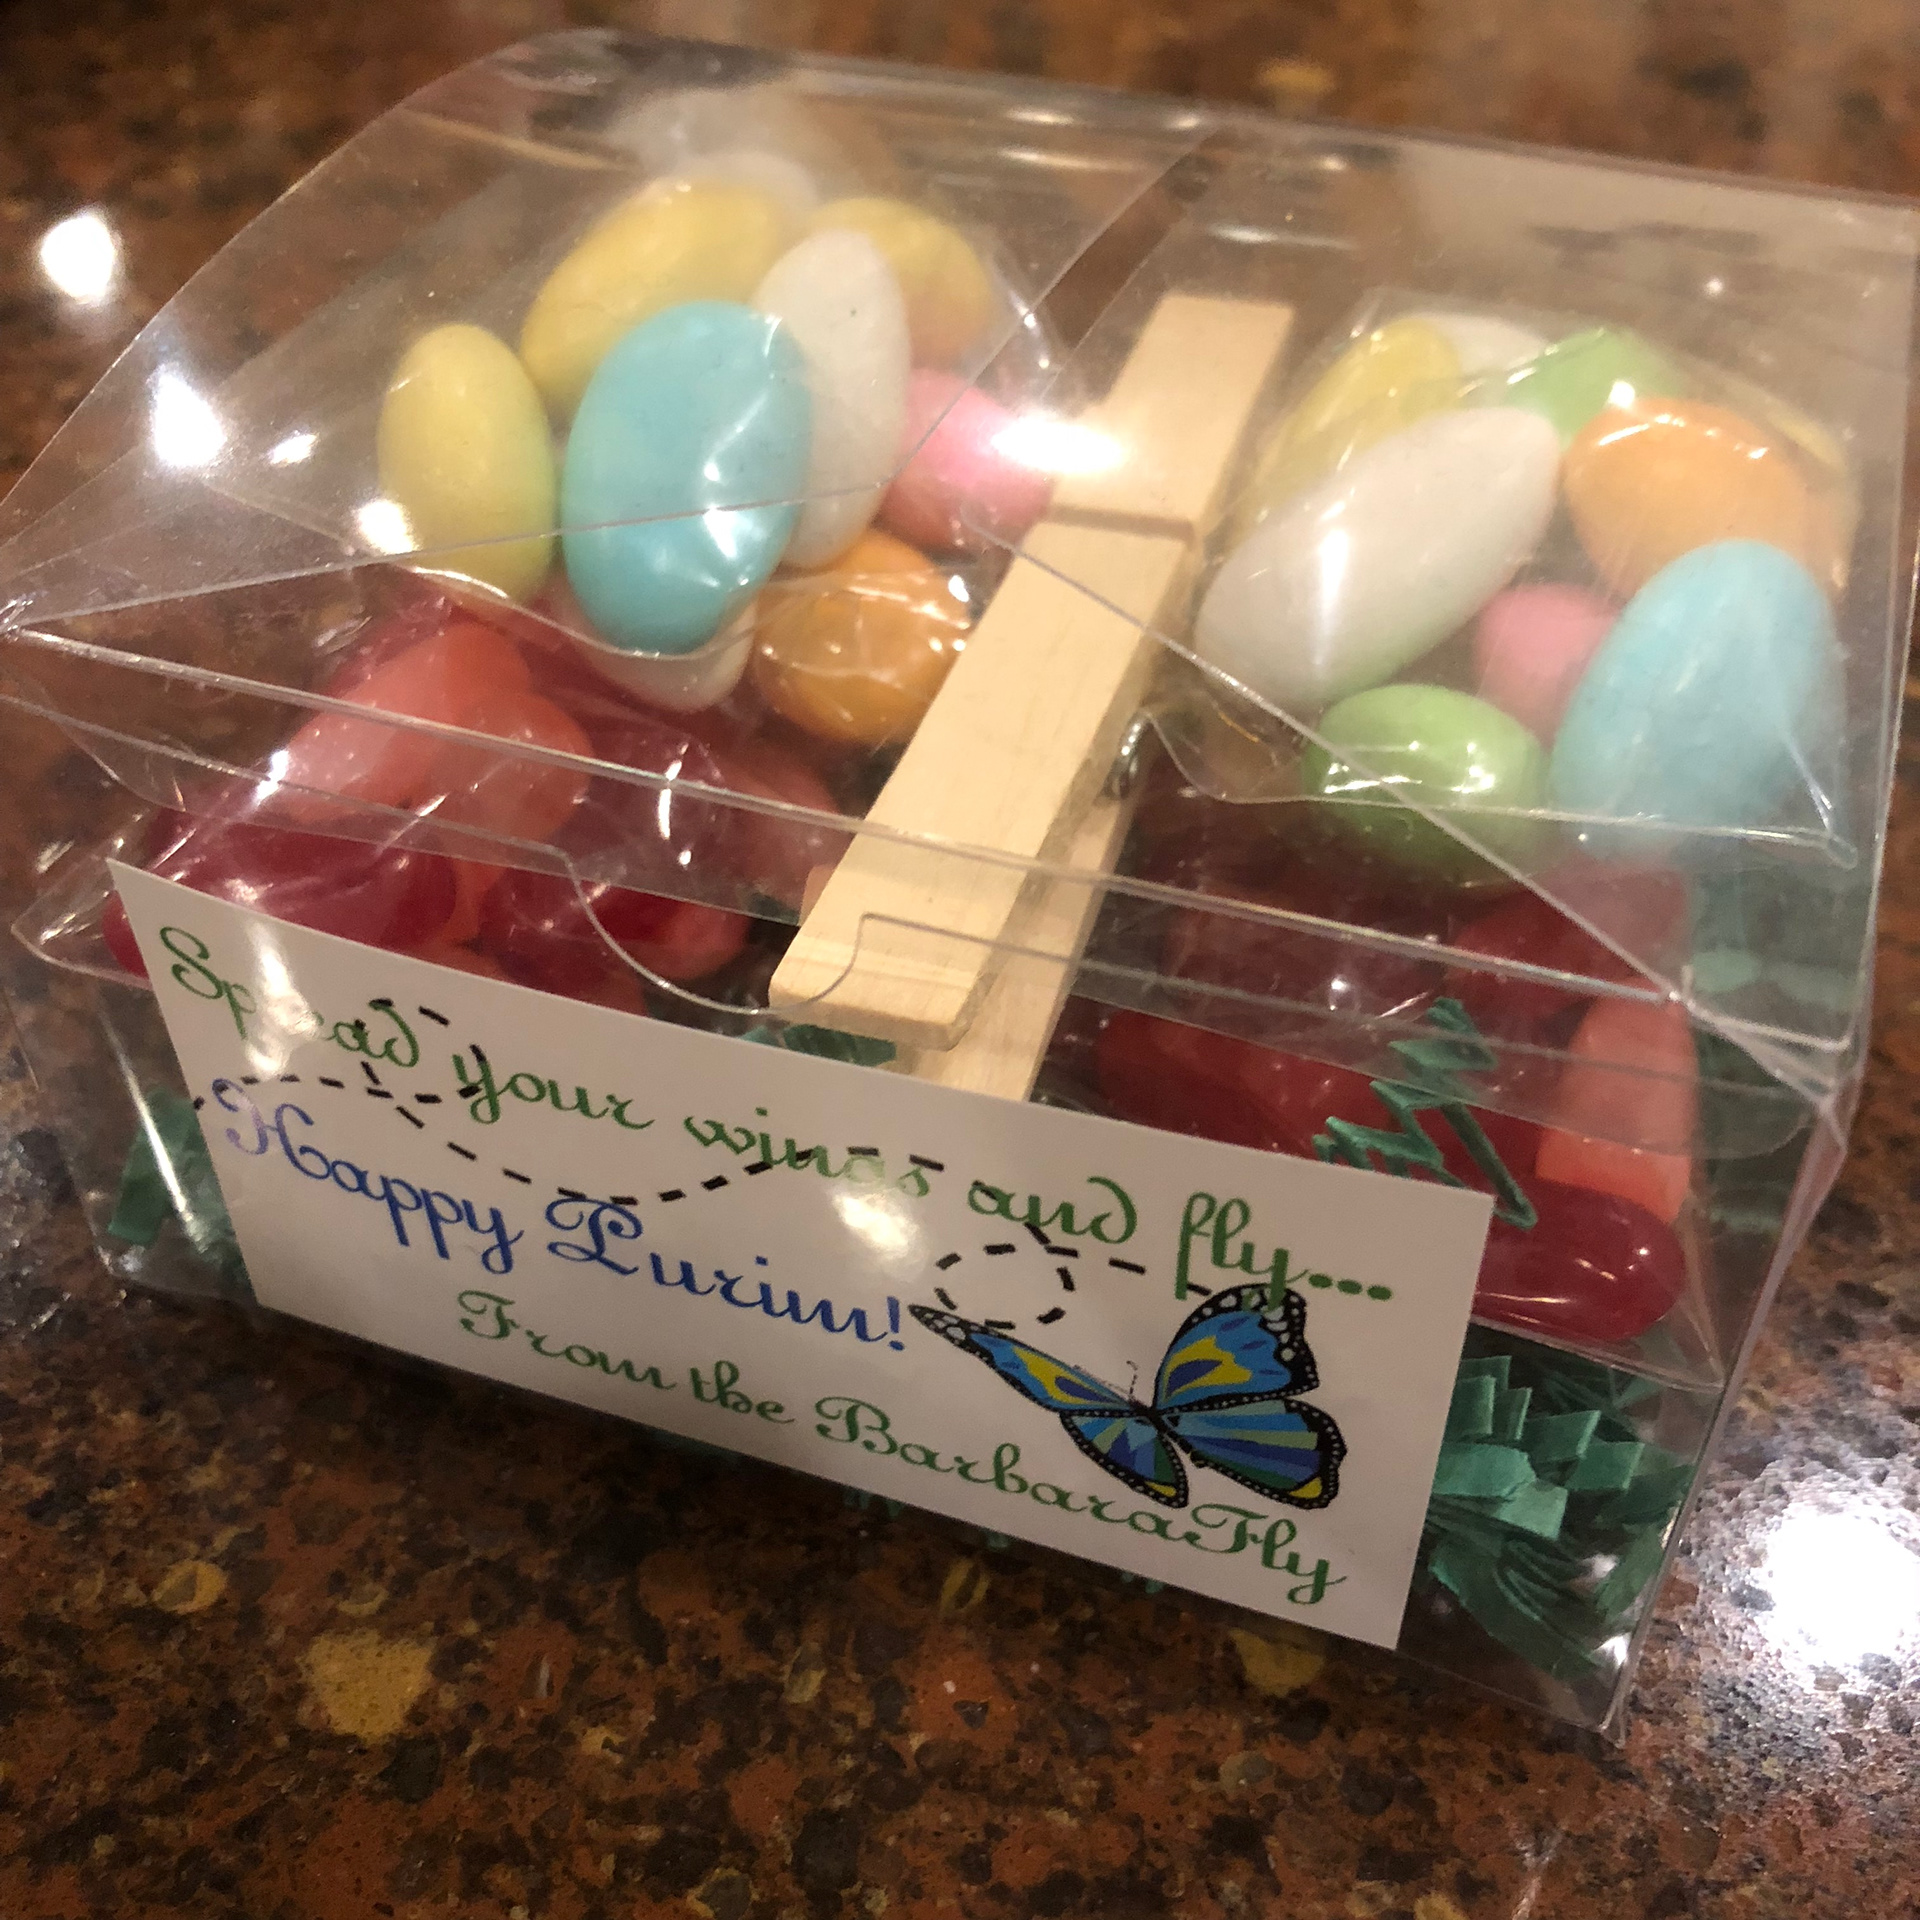 Spread your wings and fly...
Happy Purim!
From the BarbaraFly